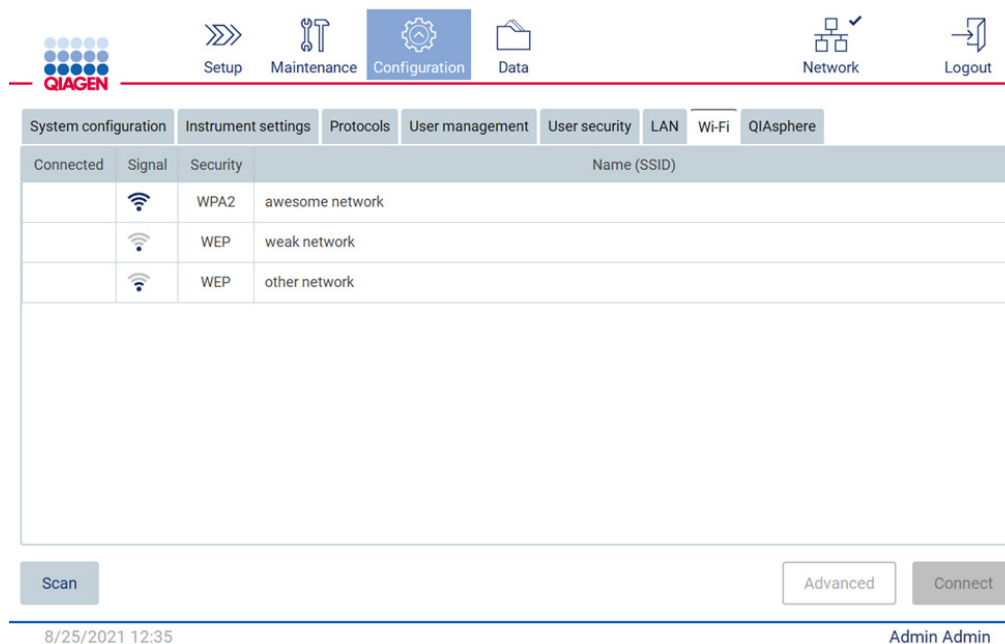 QIAGEN
Setup Maintenance Configuration Data Network Logout
System configuration Instrument settings Protocols User management User security LAN Wi-Fi QIAsphere
Connected Signal Security Name (SSID)
WPA2 awesome network
WEP weak network
WEP other network
Scan Advanced Connect
8/25/2021 12:35 Admin Admin